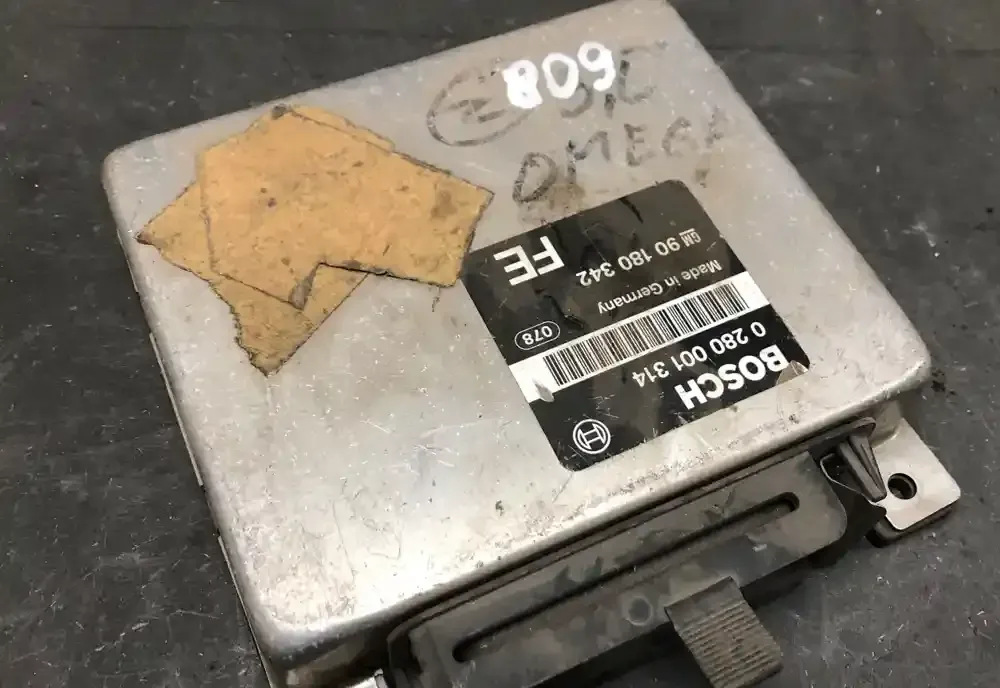 809
OMEGA
BOSCH
0 280 001 314
Made in Germany
078
GM 90 180 342
FE